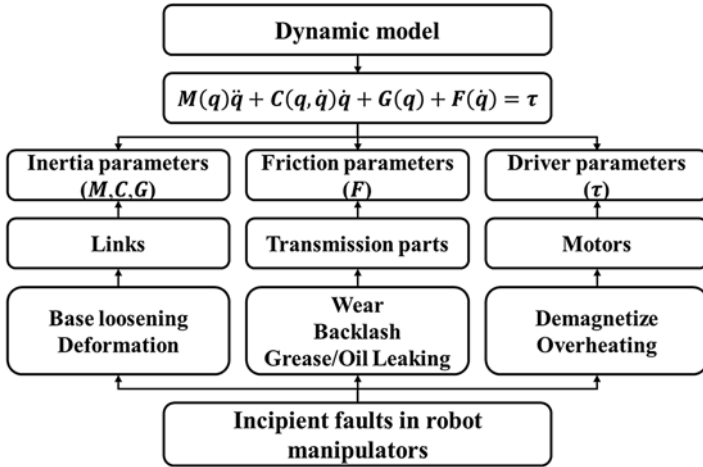 Dynamic model
M(q)q̈ + C(q, q̇)q̇ + G(q) + F(q̇) = τ
Inertia parameters
(M,C,G)
Friction parameters
(F)
Driver parameters
(τ)
Links
Transmission parts
Motors
Base loosening
Deformation
Wear
Backlash
Grease/Oil Leaking
Demagnetize
Overheating
Incipient faults in robot
manipulators